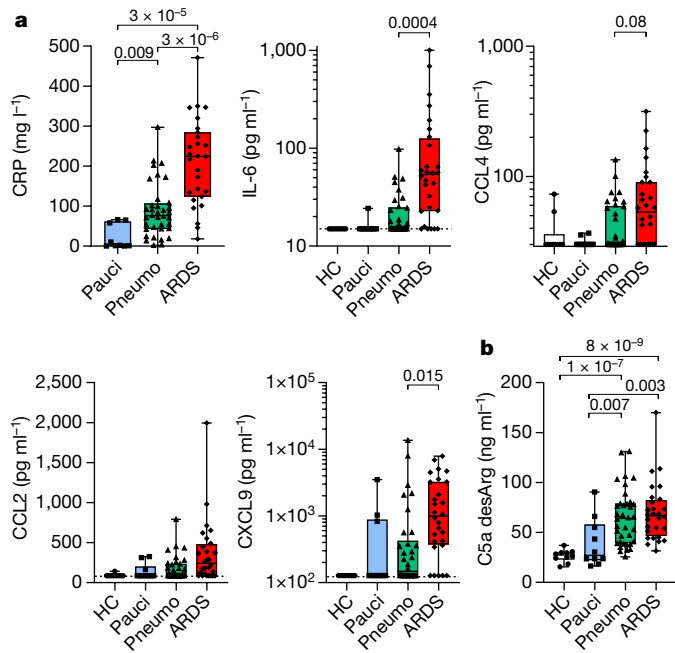 a
3 × 10⁻⁵
0.009
3 × 10⁻⁶
CRP (mg l⁻¹)
500
400
300
200
100
0
Pauci
Pneumo
ARDS
0.0004
IL-6 (pg ml⁻¹)
1,000
100
10
HC
Pauci
Pneumo
ARDS
0.08
CCL4 (pg ml⁻¹)
1,000
100
HC
Pauci
Pneumo
ARDS
CCL2 (pg ml⁻¹)
2,500
2,000
1,500
1,000
500
0
HC
Pauci
Pneumo
ARDS
0.015
CXCL9 (pg ml⁻¹)
1×10⁵
1×10⁴
1×10³
1×10²
HC
Pauci
Pneumo
ARDS
b
8 × 10⁻⁹
1 × 10⁻⁷
0.003
0.007
C5a desArg (ng ml⁻¹)
200
150
100
50
0
HC
Pauci
Pneumo
ARDS